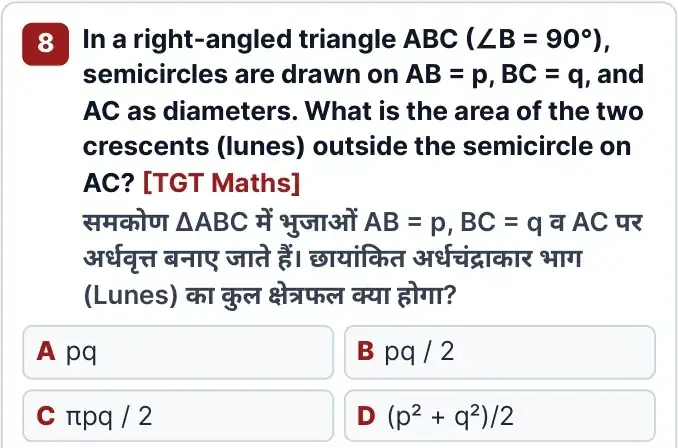 8 In a right-angled triangle ABC (∠B = 90°),
semicircles are drawn on AB = p, BC = q, and
AC as diameters. What is the area of the two
crescents (lunes) outside the semicircle on
AC? [TGT Maths]
समकोण ΔABC में भुजाओं AB = p, BC = q व AC पर
अर्धवृत्त बनाए जाते हैं। छायांकित अर्धचंद्राकार भाग
(Lunes) का कुल क्षेत्रफल क्या होगा?
A pq
B pq / 2
C πpq / 2
D (p² + q²)/2